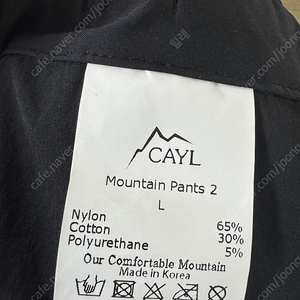 CAYL
Mountain Pants 2
L
Nylon 65%
Cotton 30%
Polyurethane 5%
Our Comfortable Mountain
Made in Korea